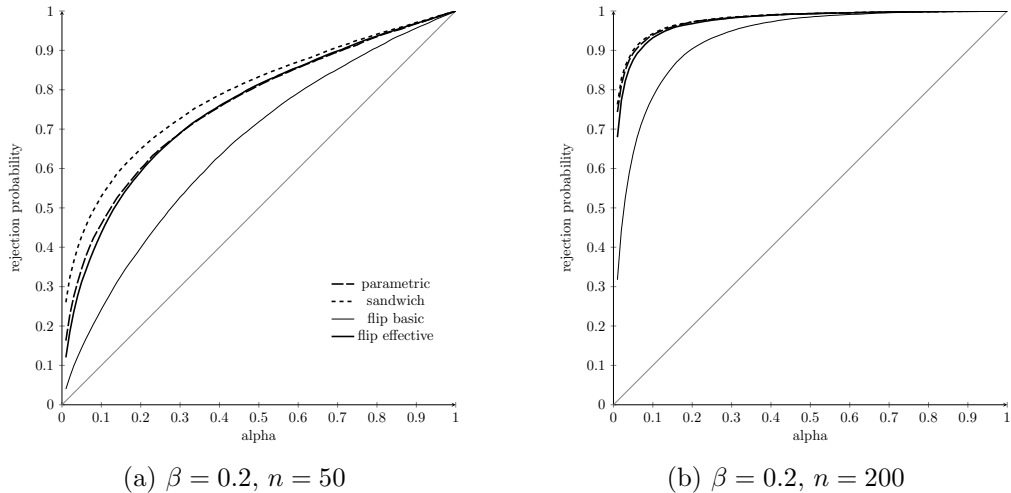 1
0.9
0.8
0.7
0.6
0.5
0.4
0.3
0.2
0.1
0
rejection probability
0 0.1 0.2 0.3 0.4 0.5 0.6 0.7 0.8 0.9 1
alpha
parametric
sandwich
flip basic
flip effective
(a) β = 0.2, n = 50
1
0.9
0.8
0.7
0.6
0.5
0.4
0.3
0.2
0.1
0
rejection probability
0 0.1 0.2 0.3 0.4 0.5 0.6 0.7 0.8 0.9 1
alpha
(b) β = 0.2, n = 200